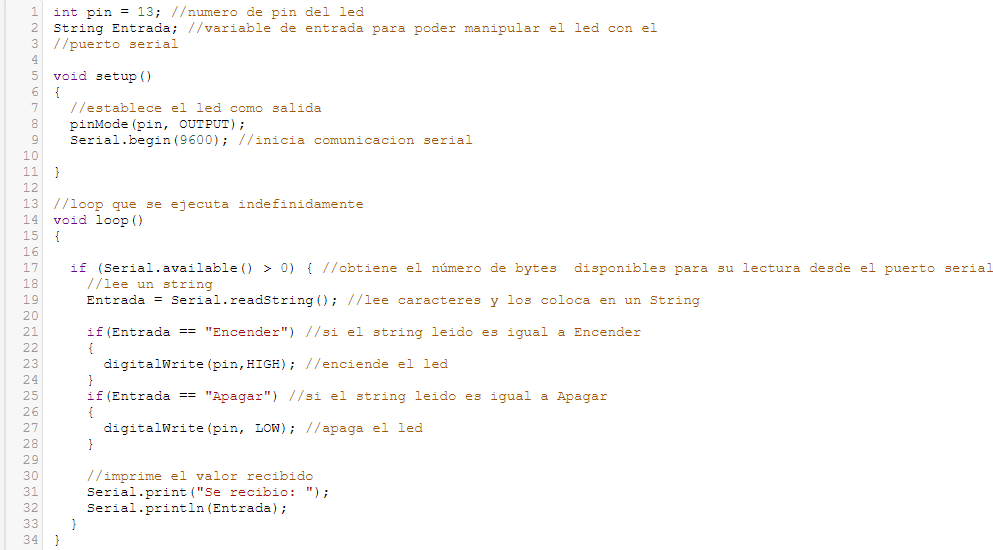 1 int pin = 13; //numero de pin del led
2 String Entrada; //variable de entrada para poder manipular el led con el
3 //puerto serial
4
5 void setup()
6 {
7   //establece el led como salida
8   pinMode(pin, OUTPUT);
9   Serial.begin(9600); //inicia comunicacion serial
10
11 }
12
13 //loop que se ejecuta indefinidamente
14 void loop()
15 {
16
17   if (Serial.available() > 0) { //obtiene el número de bytes  disponibles para su lectura desde el puerto serial
18     //lee un string
19     Entrada = Serial.readString(); //lee caracteres y los coloca en un String
20
21     if(Entrada == "Encender") //si el string leido es igual a Encender
22     {
23       digitalWrite(pin,HIGH); //enciende el led
24     }
25     if(Entrada == "Apagar") //si el string leido es igual a Apagar
26     {
27       digitalWrite(pin, LOW); //apaga el led
28     }
29
30     //imprime el valor recibido
31     Serial.print("Se recibio: ");
32     Serial.println(Entrada);
33   }
34 }